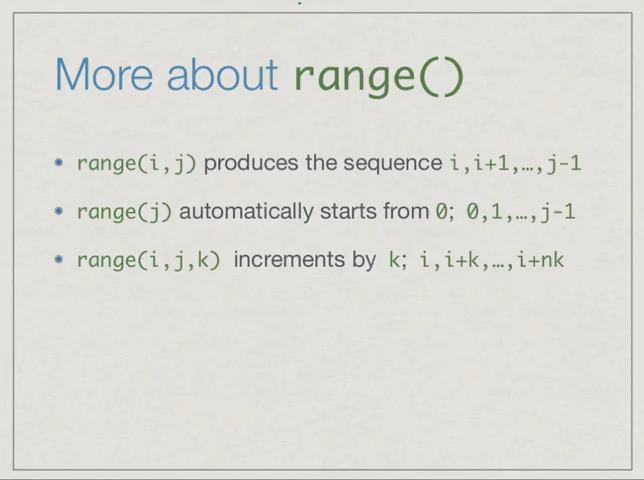 More about range()
range(i,j) produces the sequence i,i+1,…,j-1
range(j) automatically starts from 0; 0,1,…,j-1
range(i,j,k) increments by k; i,i+k,…,i+nk